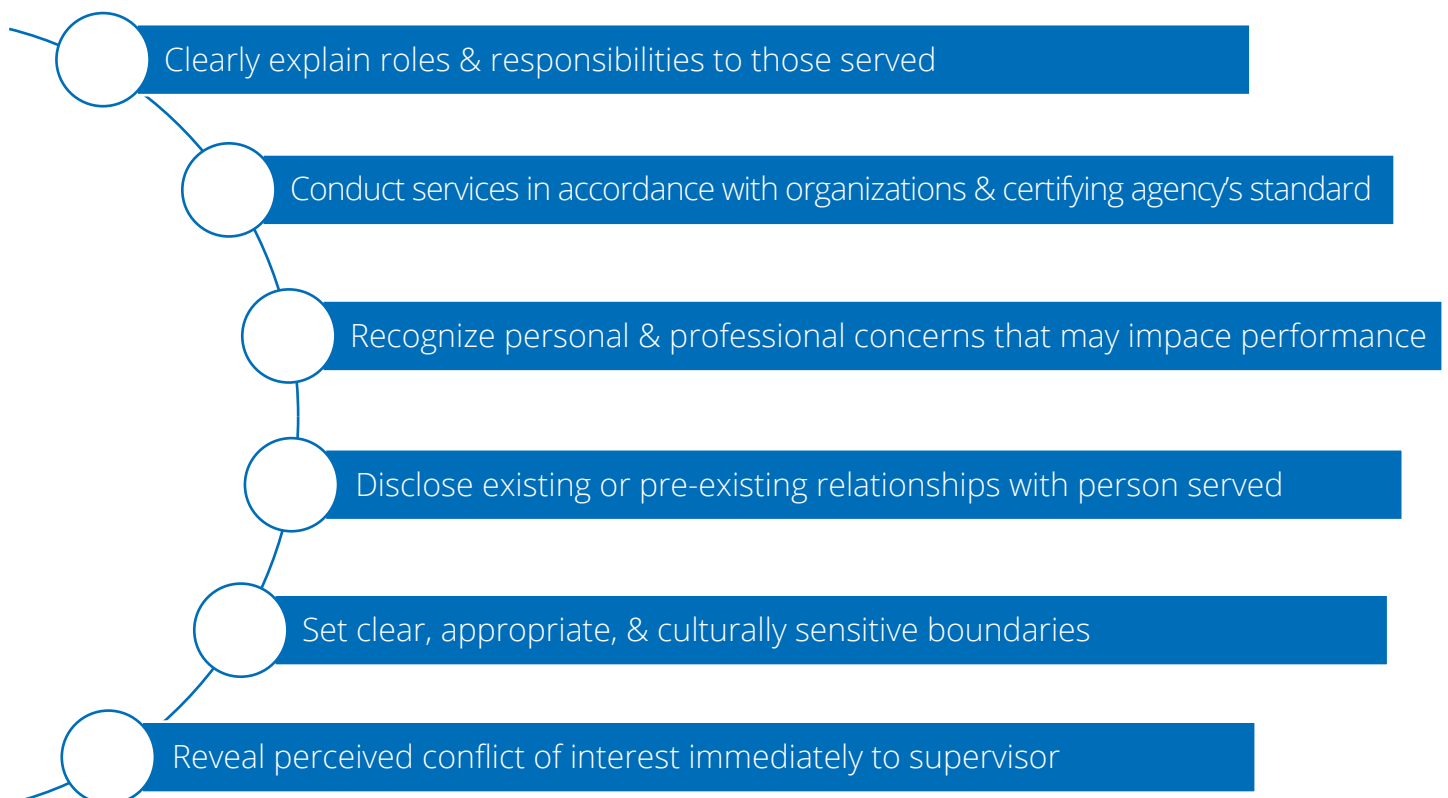 Clearly explain roles & responsibilities to those served
Conduct services in accordance with organizations & certifying agency's standard
Recognize personal & professional concerns that may impace performance
Disclose existing or pre-existing relationships with person served
Set clear, appropriate, & culturally sensitive boundaries
Reveal perceived conflict of interest immediately to supervisor